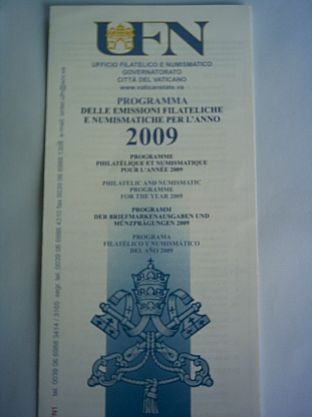 UFN
UFFICIO FILATELICO E NUMISMATICO
GOVERNATORATO
CITTÀ DEL VATICANO
www.vaticanstate.va
PROGRAMMA
DELLE EMISSIONI FILATELICHE
E NUMISMATICHE PER L'ANNO
2009
PROGRAMME
PHILATÉLIQUE ET NUMISMATIQUE
POUR L'ANNÉE 2009
PHILATELIC AND NUMISMATIC
PROGRAMME
FOR THE YEAR 2009
PROGRAMM
DER BRIEFMARKENAUSGABEN UND
MÜNZPRÄGUNGEN 2009
PROGRAMA
FILATÉLICO Y NUMISMÁTICO
DEL AÑO 2009